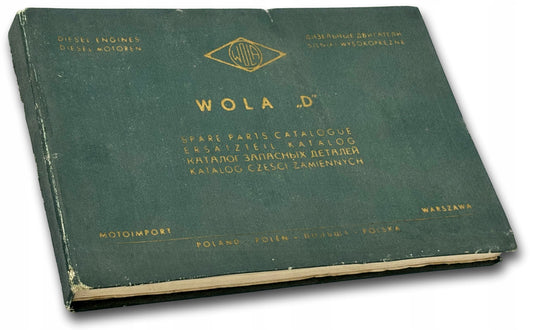 DIESEL ENGINES
DIESEL MOTOREN
WOLA
ДИЗЕЛЬНЫЕ ДВИГАТЕЛИ
SILNIKI WYSOKOPRĘŻNE
WOLA „D"
SPARE PARTS CATALOGUE
ERSATZTEIL KATALOG
КАТАЛОГ ЗАПАСНЫХ ДЕТАЛЕЙ
KATALOG CZĘŚCI ZAMIENNYCH
MOTOIMPORT
WARSZAWA
POLAND - POLEN - ПОЛЬША - POLSKA